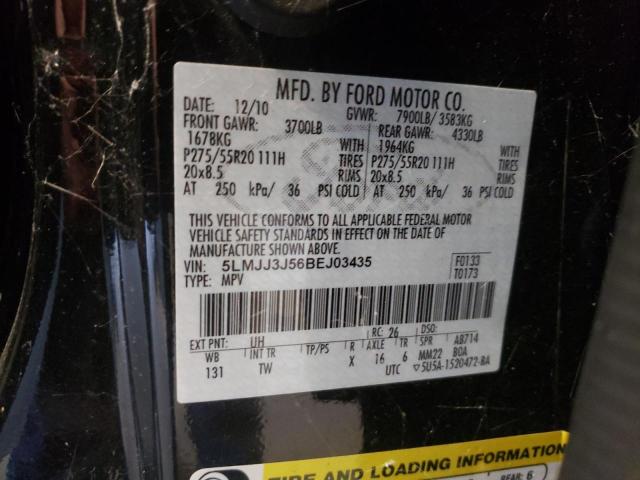 MFD. BY FORD MOTOR CO.
DATE: 12/10 GVWR: 7900LB/ 3583KG
FRONT GAWR: 3700LB REAR GAWR: 4330LB
1678KG WITH 1964KG WITH
P275/55R20 111H TIRES P275/55R20 111H TIRES
20x8.5 RIMS 20x8.5 RIMS
AT 250 kPa/ 36 PSI COLD AT 250 kPa/ 36 PSI COLD
THIS VEHICLE CONFORMS TO ALL APPLICABLE FEDERAL MOTOR
VEHICLE SAFETY STANDARDS IN EFFECT ON THE DATE OF
MANUFACTURE SHOWN ABOVE.
VIN: 5LMJJ3J56BEJ03435 F0133
TYPE: MPV T0173
EXT PNT: UH RC: 26 DSO:
WB INT TR TP/PS R AXLE TR SPR A8714
131 TW X 16 6 MM22 BOA
UTC ▽5U5A-1520472-BA
TIRE AND LOADING INFORMATION
REAR: 6